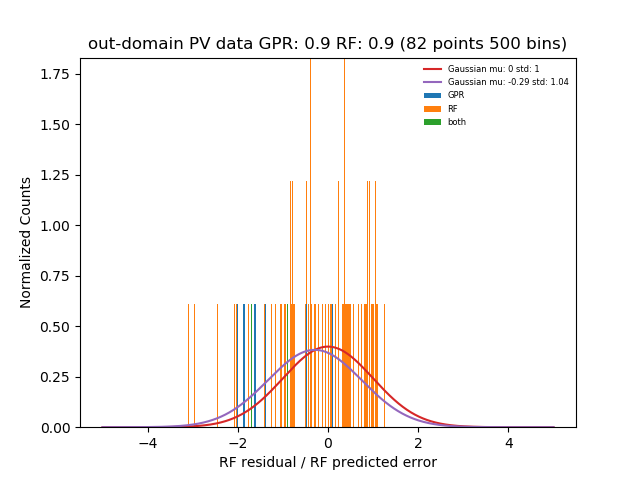 out-domain PV data GPR: 0.9 RF: 0.9 (82 points 500 bins)
Gaussian mu: 0 std: 1
Gaussian mu: -0.29 std: 1.04
GPR
RF
both
Normalized Counts
1.75
1.50
1.25
1.00
0.75
0.50
0.25
0.00
−4 −2 0 2 4
RF residual / RF predicted error